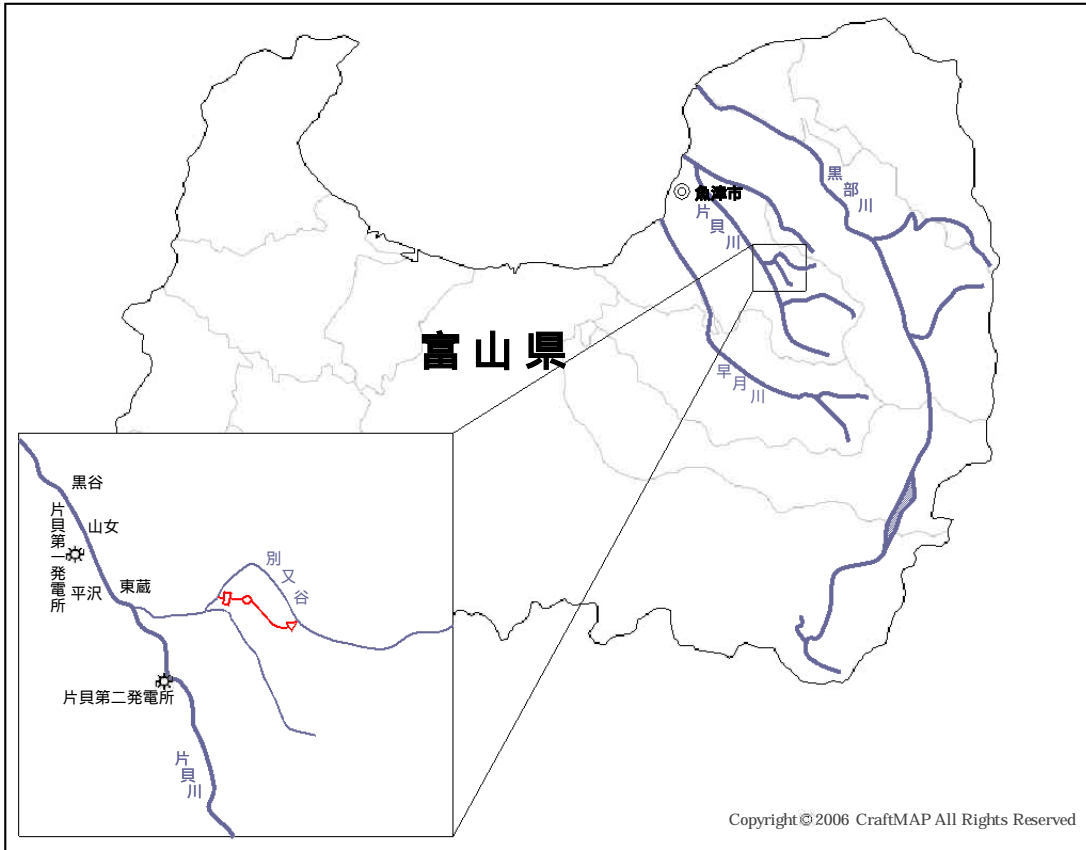 黒部川
魚津市
片貝川
富山県
早月川
黒谷
片貝第一発電所
山女
別又谷
平沢
東蔵
片貝第二発電所
片貝川
Copyright©2006 CraftMAP All Rights Reserved